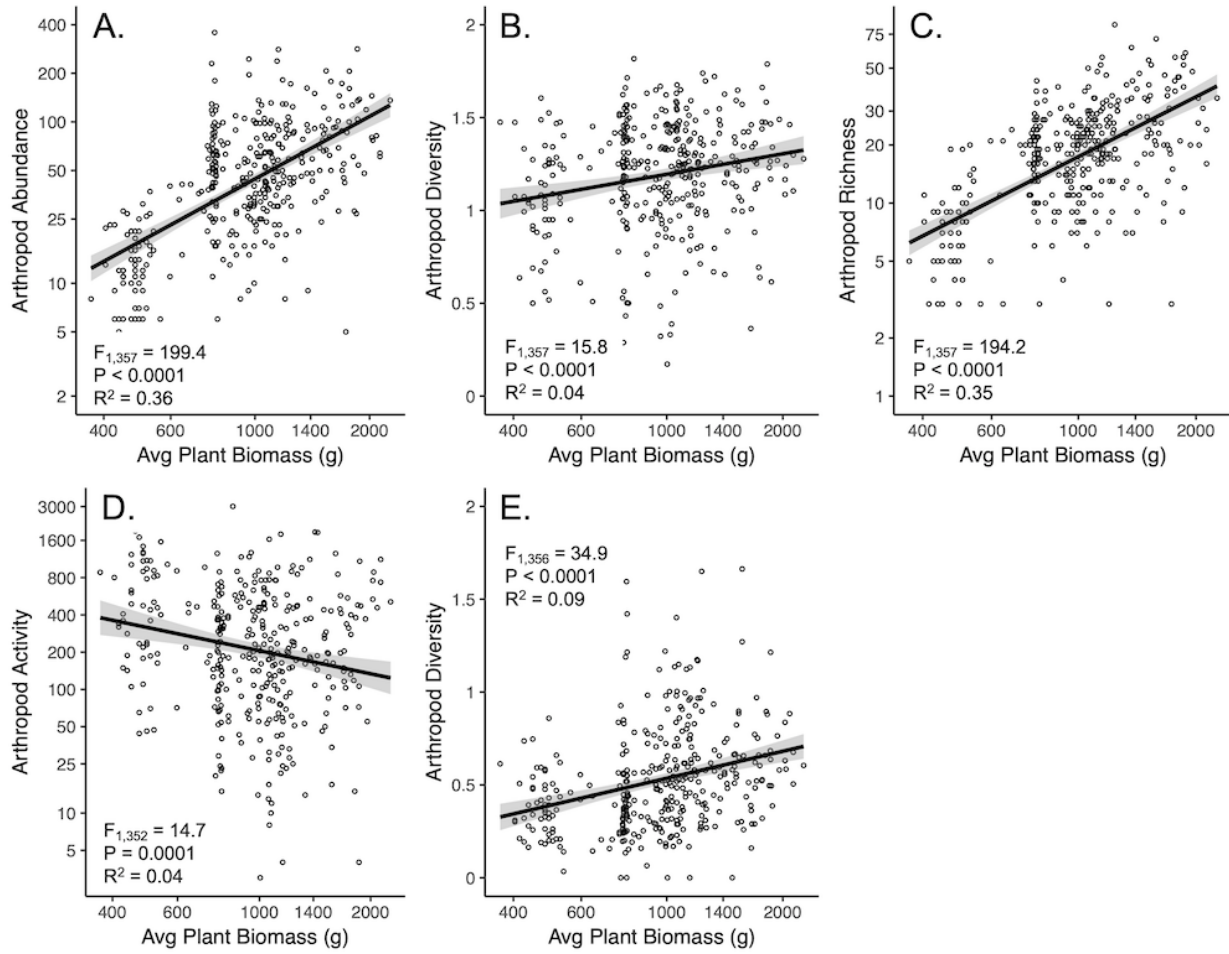 A.
400
200
100
50
25
10
5
2
Arthropod Abundance
F1,357 = 199.4
P < 0.0001
R² = 0.36
400 600 1000 1400 2000
Avg Plant Biomass (g)
B.
2
1.5
1
0.5
0
Arthropod Diversity
F1,357 = 15.8
P < 0.0001
R² = 0.04
400 600 1000 1400 2000
Avg Plant Biomass (g)
C.
75
50
30
20
10
5
2
1
Arthropod Richness
F1,357 = 194.2
P < 0.0001
R² = 0.35
400 600 1000 1400 2000
Avg Plant Biomass (g)
D.
3000
1600
800
400
200
100
50
25
10
5
Arthropod Activity
F1,352 = 14.7
P = 0.0001
R² = 0.04
400 600 1000 1400 2000
Avg Plant Biomass (g)
E.
2
1.5
1
0.5
0
Arthropod Diversity
F1,356 = 34.9
P < 0.0001
R² = 0.09
400 600 1000 1400 2000
Avg Plant Biomass (g)